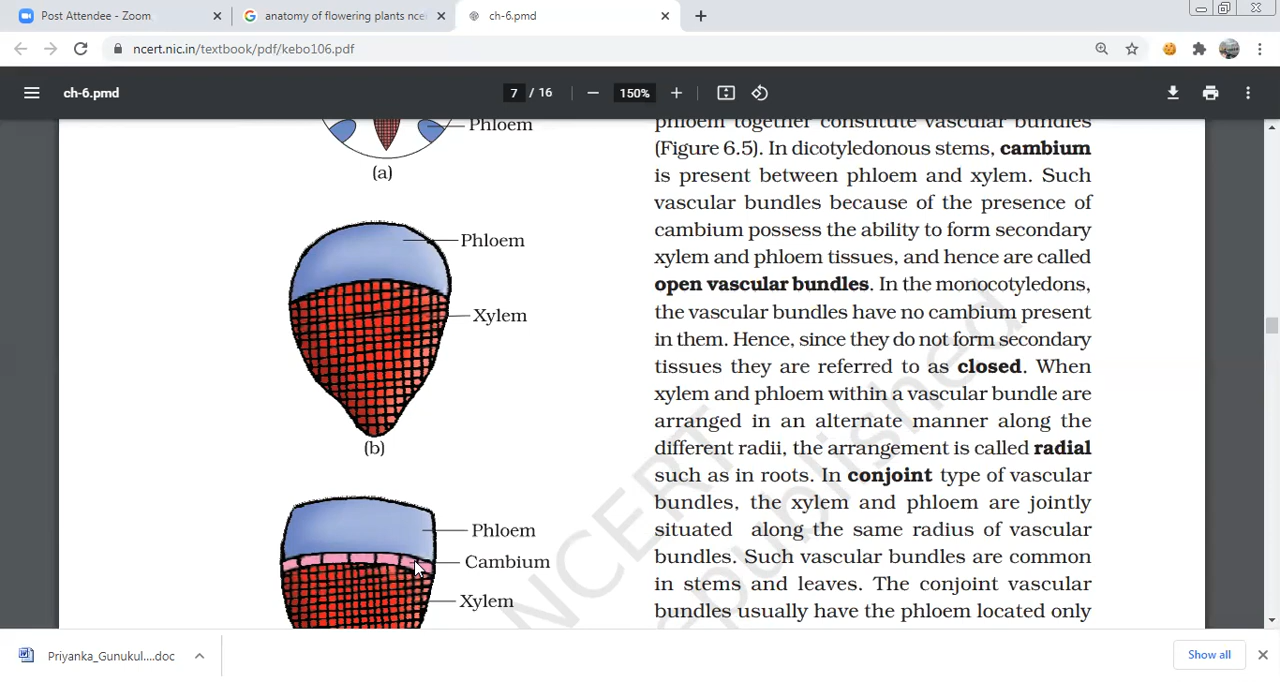 Post Attendee - Zoom
anatomy of flowering plants nce
ch-6.pmd
ncert.nic.in/textbook/pdf/kebo106.pdf
ch-6.pmd
7 / 16
150%
Phloem
(a)
Phloem
Xylem
(b)
Phloem
Cambium
Xylem
phloem together constitute vascular bundles
(Figure 6.5). In dicotyledonous stems, cambium
is present between phloem and xylem. Such
vascular bundles because of the presence of
cambium possess the ability to form secondary
xylem and phloem tissues, and hence are called
open vascular bundles. In the monocotyledons,
the vascular bundles have no cambium present
in them. Hence, since they do not form secondary
tissues they are referred to as closed. When
xylem and phloem within a vascular bundle are
arranged in an alternate manner along the
different radii, the arrangement is called radial
such as in roots. In conjoint type of vascular
bundles, the xylem and phloem are jointly
situated along the same radius of vascular
bundles. Such vascular bundles are common
in stems and leaves. The conjoint vascular
bundles usually have the phloem located only
NCERT
republished
Priyanka_Gunukul....doc
Show all